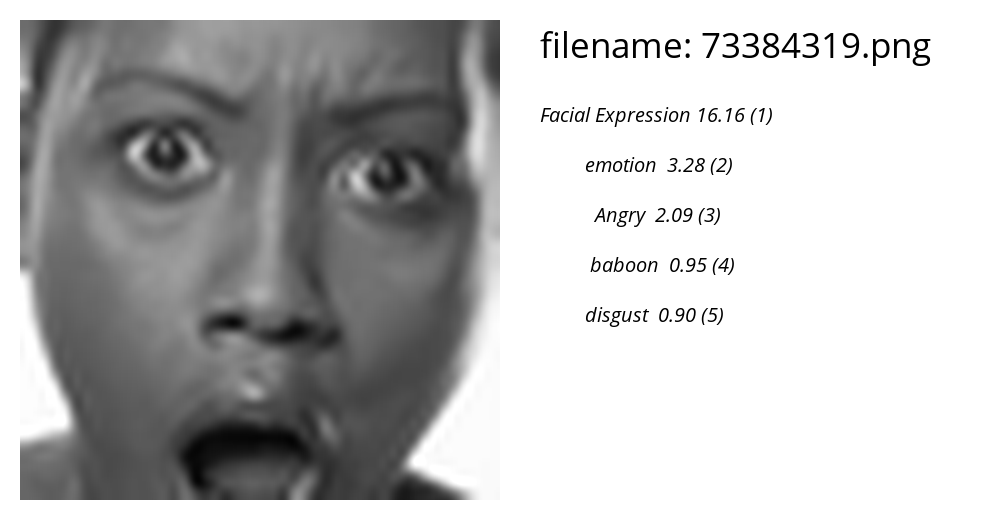 filename: 73384319.png
Facial Expression 16.16 (1)
emotion 3.28 (2)
Angry 2.09 (3)
baboon 0.95 (4)
disgust 0.90 (5)